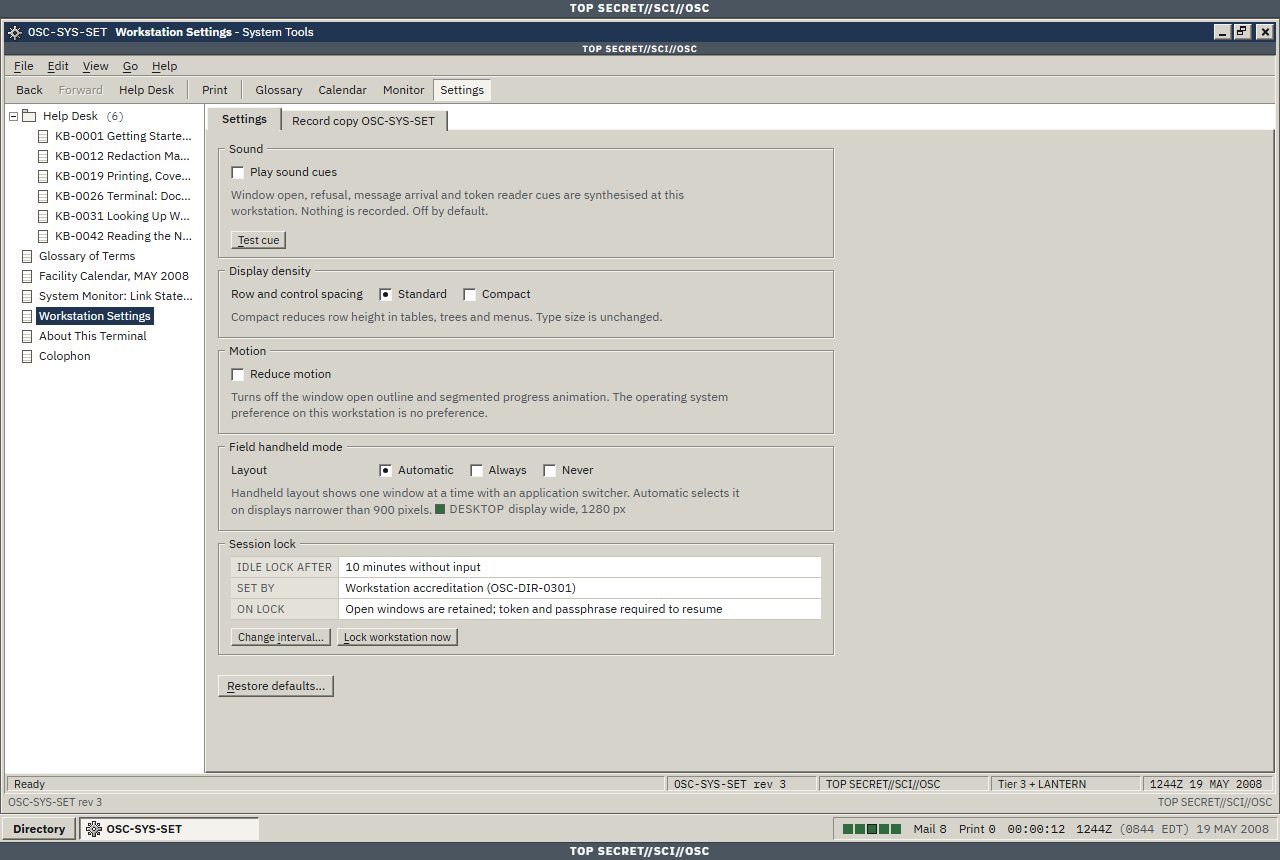 TOP SECRET//SCI//OSC
OSC-SYS-SET Workstation Settings - System Tools
TOP SECRET//SCI//OSC
File Edit View Go Help
Back Forward Help Desk Print Glossary Calendar Monitor Settings
Help Desk (6)
KB-0001 Getting Starte...
KB-0012 Redaction Ma...
KB-0019 Printing, Cove...
KB-0026 Terminal: Doc...
KB-0031 Looking Up W...
KB-0042 Reading the N...
Glossary of Terms
Facility Calendar, MAY 2008
System Monitor: Link State...
Workstation Settings
About This Terminal
Colophon
Settings Record copy OSC-SYS-SET
Sound
Play sound cues
Window open, refusal, message arrival and token reader cues are synthesised at this
workstation. Nothing is recorded. Off by default.
Test cue
Display density
Row and control spacing Standard Compact
Compact reduces row height in tables, trees and menus. Type size is unchanged.
Motion
Reduce motion
Turns off the window open outline and segmented progress animation. The operating system
preference on this workstation is no preference.
Field handheld mode
Layout Automatic Always Never
Handheld layout shows one window at a time with an application switcher. Automatic selects it
on displays narrower than 900 pixels. DESKTOP display wide, 1280 px
Session lock
IDLE LOCK AFTER 10 minutes without input
SET BY Workstation accreditation (OSC-DIR-0301)
ON LOCK Open windows are retained; token and passphrase required to resume
Change interval... Lock workstation now
Restore defaults...
Ready OSC-SYS-SET rev 3 TOP SECRET//SCI//OSC Tier 3 + LANTERN 1244Z 19 MAY 2008
OSC-SYS-SET rev 3 TOP SECRET//SCI//OSC
Directory OSC-SYS-SET Mail 8 Print 0 00:00:12 1244Z (0844 EDT) 19 MAY 2008
TOP SECRET//SCI//OSC